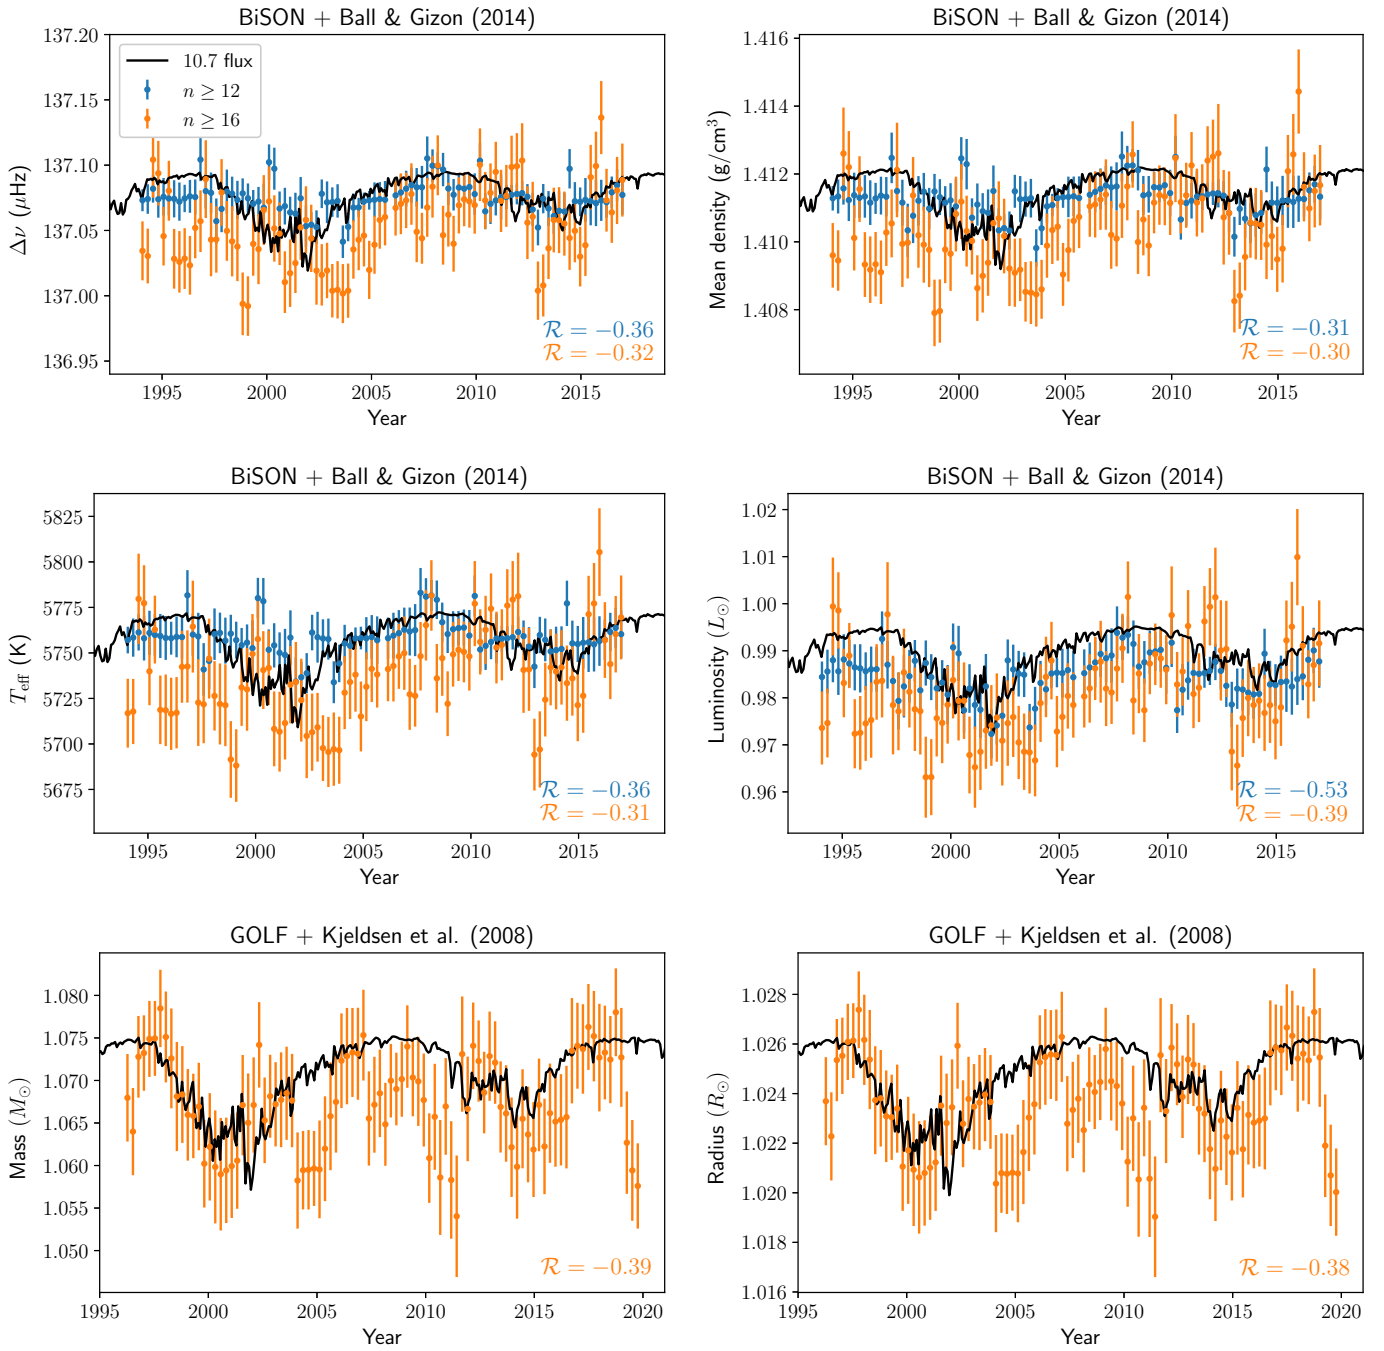 BiSON + Ball & Gizon (2014)
137.20
137.15
137.10
137.05
137.00
136.95
Δν (μHz)
10.7 flux
n ≥ 12
n ≥ 16
ℛ = −0.36
ℛ = −0.32
1995 2000 2005 2010 2015
Year
BiSON + Ball & Gizon (2014)
1.416
1.414
1.412
1.410
1.408
Mean density (g/cm³)
ℛ = −0.31
ℛ = −0.30
1995 2000 2005 2010 2015
Year
BiSON + Ball & Gizon (2014)
5825
5800
5775
5750
5725
5700
5675
T_eff (K)
ℛ = −0.36
ℛ = −0.31
1995 2000 2005 2010 2015
Year
BiSON + Ball & Gizon (2014)
1.02
1.01
1.00
0.99
0.98
0.97
0.96
Luminosity (L⊙)
ℛ = −0.53
ℛ = −0.39
1995 2000 2005 2010 2015
Year
GOLF + Kjeldsen et al. (2008)
1.080
1.075
1.070
1.065
1.060
1.055
1.050
Mass (M⊙)
ℛ = −0.39
1995 2000 2005 2010 2015 2020
Year
GOLF + Kjeldsen et al. (2008)
1.028
1.026
1.024
1.022
1.020
1.018
1.016
Radius (R⊙)
ℛ = −0.38
1995 2000 2005 2010 2015 2020
Year